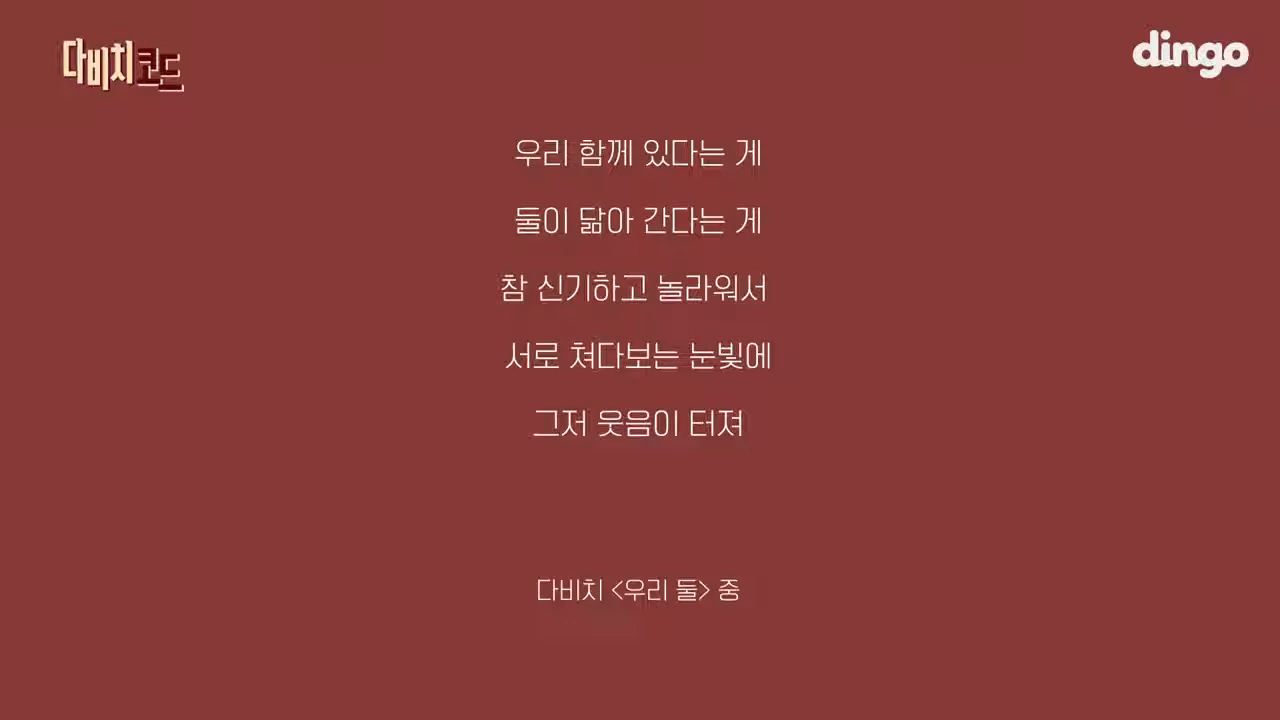 다비치코드
dingo
우리 함께 있다는 게
둘이 닮아 간다는 게
참 신기하고 놀라워서
서로 쳐다보는 눈빛에
그저 웃음이 터져
다비치 <우리 둘> 중